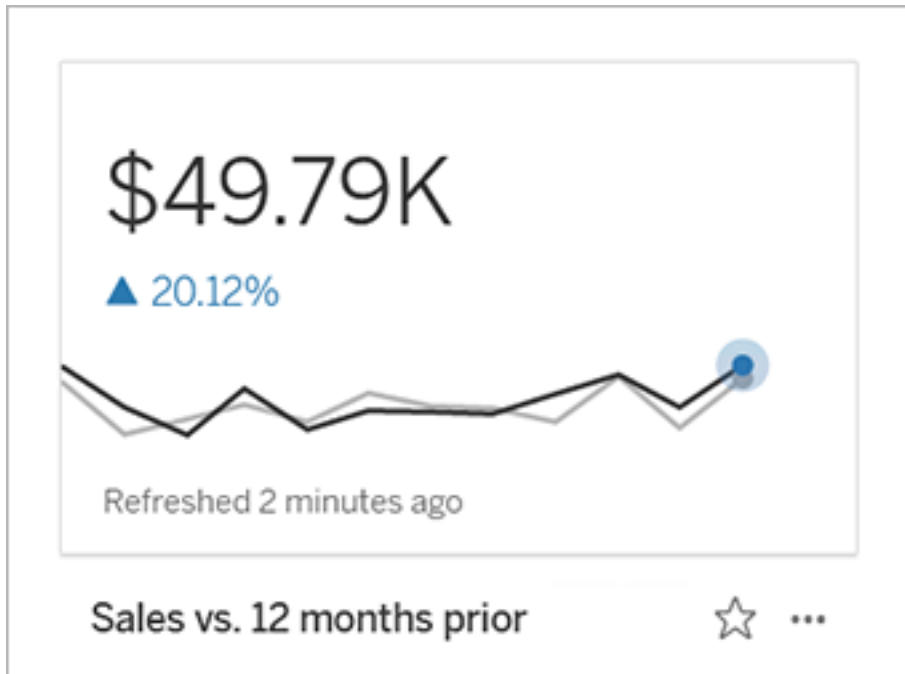 $49.79K
▲ 20.12%
Refreshed 2 minutes ago
Sales vs. 12 months prior